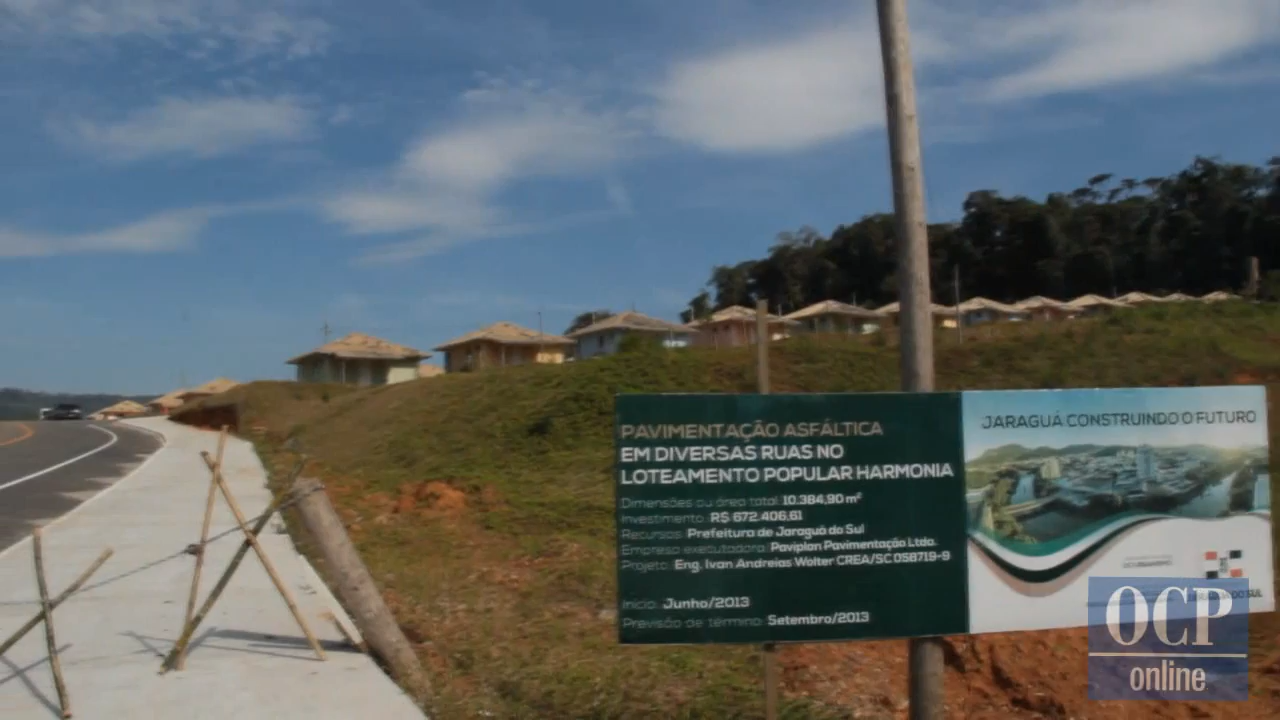 PAVIMENTAÇÃO ASFÁLTICA
EM DIVERSAS RUAS NO
LOTEAMENTO POPULAR HARMONIA
Dimensões ou área total: 10.384,90 m²
Investimento: R$ 672.406,61
Recursos: Prefeitura de Jaraguá do Sul
Empresa executadora: Paviplan Pavimentação Ltda.
Projeto: Eng. Ivan Andreias Wolter CREA/SC 058719-9
Início: Junho/2013
Previsão de término: Setembro/2013
JARAGUÁ CONSTRUINDO O FUTURO
OCP
online